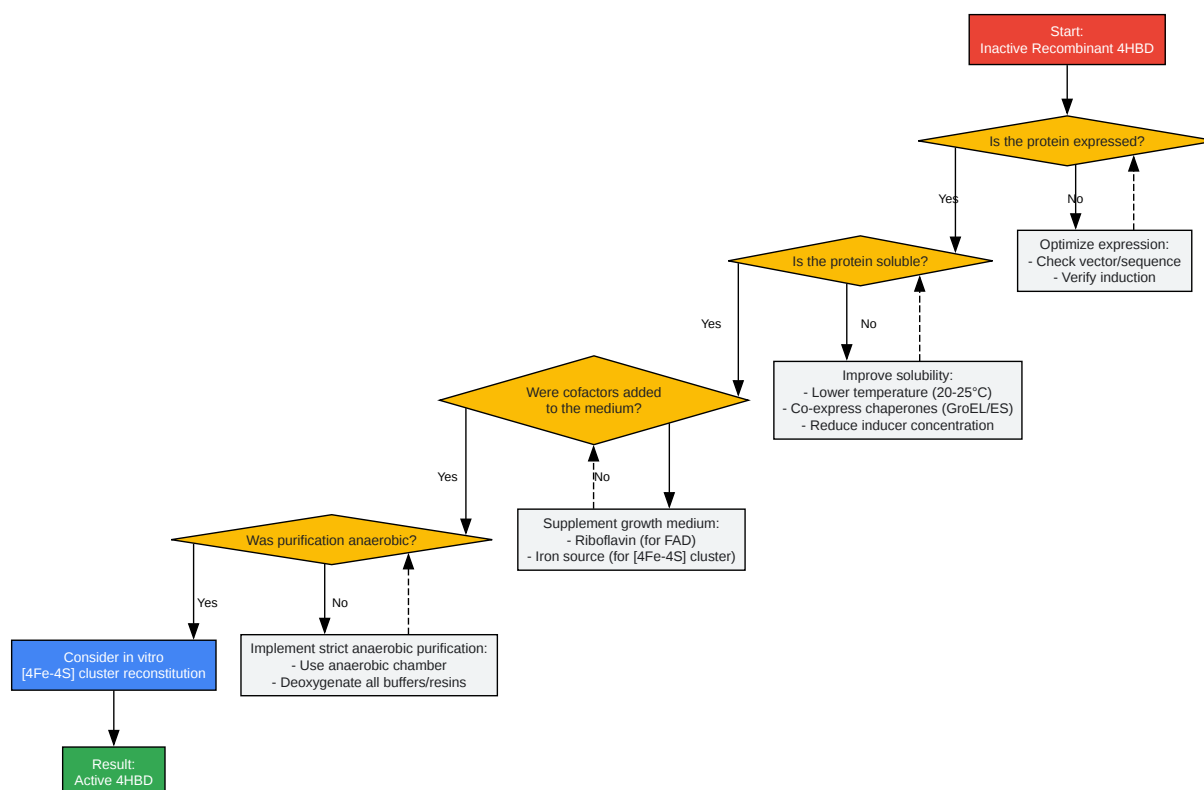 Start:
Inactive Recombinant 4HBD
Is the protein expressed?
Yes
No
Optimize expression:
- Check vector/sequence
- Verify induction
Is the protein soluble?
Yes
No
Improve solubility:
- Lower temperature (20-25°C)
- Co-express chaperones (GroEL/ES)
- Reduce inducer concentration
Were cofactors added
to the medium?
Yes
No
Supplement growth medium:
- Riboflavin (for FAD)
- Iron source (for [4Fe-4S] cluster)
Was purification anaerobic?
Yes
No
Implement strict anaerobic purification:
- Use anaerobic chamber
- Deoxygenate all buffers/resins
Consider in vitro
[4Fe-4S] cluster reconstitution
Result:
Active 4HBD